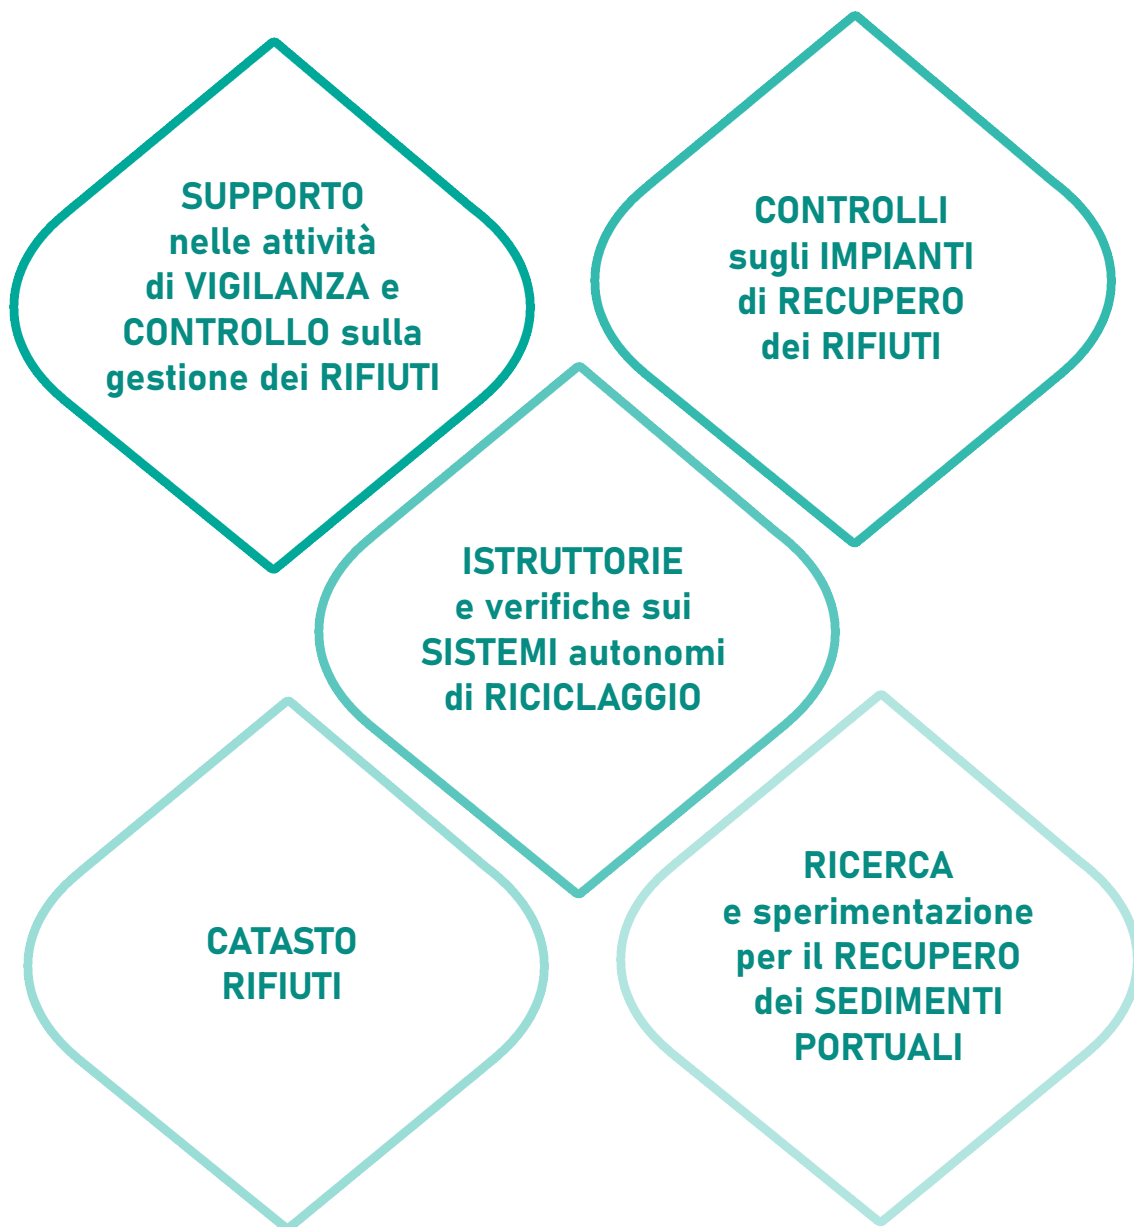 SUPPORTO
nelle attività
di VIGILANZA e
CONTROLLO sulla
gestione dei RIFIUTI
CONTROLLI
sugli IMPIANTI
di RECUPERO
dei RIFIUTI
ISTRUTTORIE
e verifiche sui
SISTEMI autonomi
di RICICLAGGIO
CATASTO
RIFIUTI
RICERCA
e sperimentazione
per il RECUPERO
dei SEDIMENTI
PORTUALI